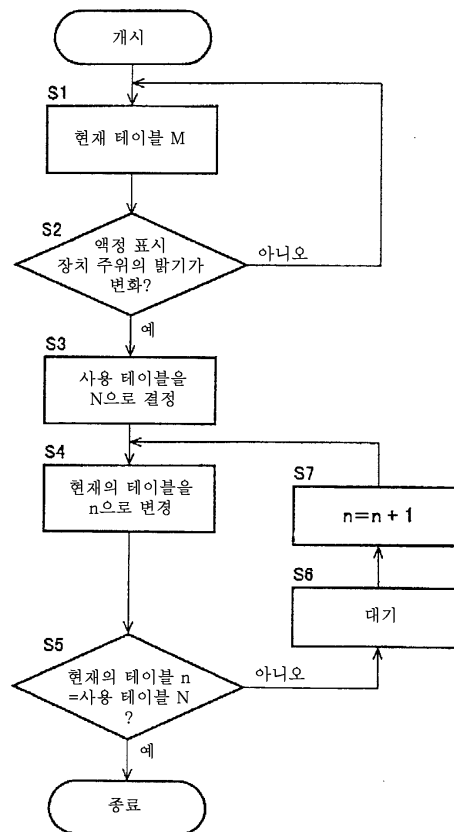 개시
S1
현재 테이블 M
S2
액정 표시
장치 주위의 밝기가
변화?
아니오
예
S3
사용 테이블을
N으로 결정
S4
현재의 테이블을
n으로 변경
S7
n=n+1
S6
대기
S5
현재의 테이블 n
=사용 테이블 N
?
아니오
예
종료